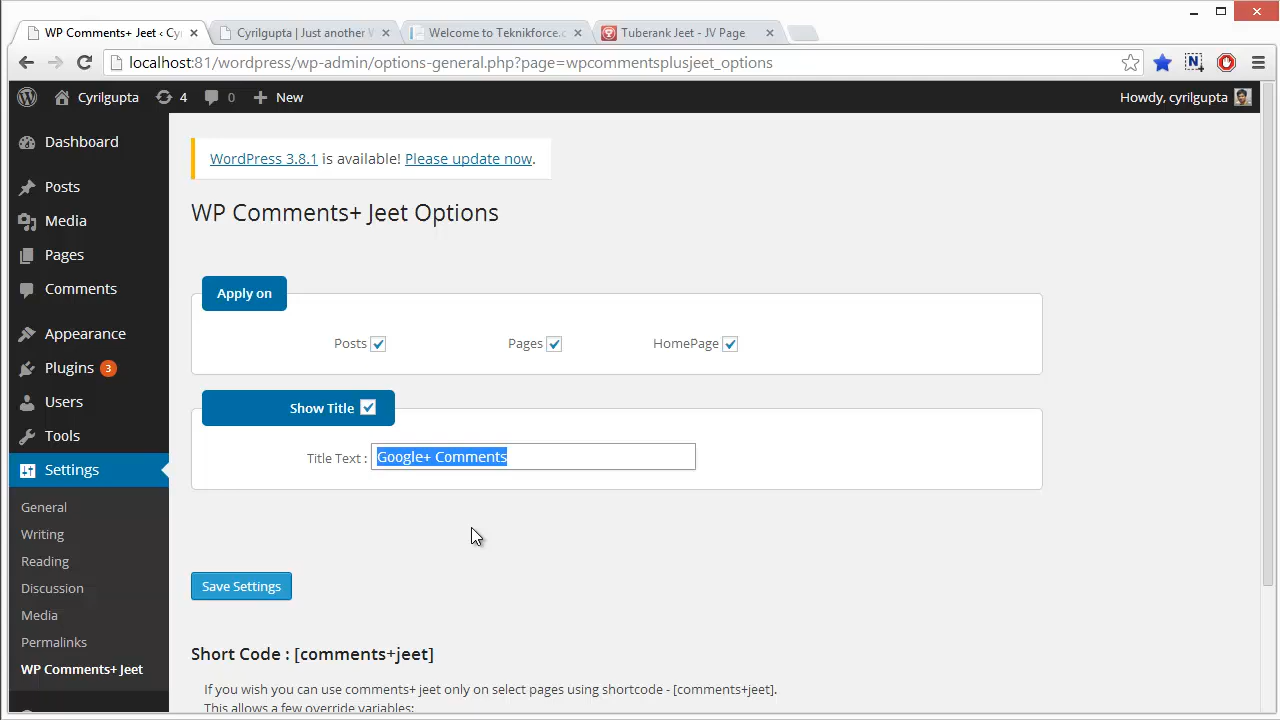 WP Comments+ Jeet ‹ Cy
Cyrilgupta | Just another W
Welcome to Teknikforce.c
Tuberank Jeet - JV Page
localhost:81/wordpress/wp-admin/options-general.php?page=wpcommentsplusjeet_options
Cyrilgupta
4
0
New
Howdy, cyrilgupta
Dashboard
Posts
Media
Pages
Comments
Appearance
Plugins 3
Users
Tools
Settings
General
Writing
Reading
Discussion
Media
Permalinks
WP Comments+ Jeet
WordPress 3.8.1 is available! Please update now.
WP Comments+ Jeet Options
Apply on
Posts
Pages
HomePage
Show Title
Title Text :
Google+ Comments
Save Settings
Short Code : [comments+jeet]
If you wish you can use comments+ jeet only on select pages using shortcode - [comments+jeet].
This allows a few override variables: